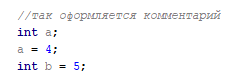 //так оформляется комментарий
int a;
a = 4;
int b = 5;